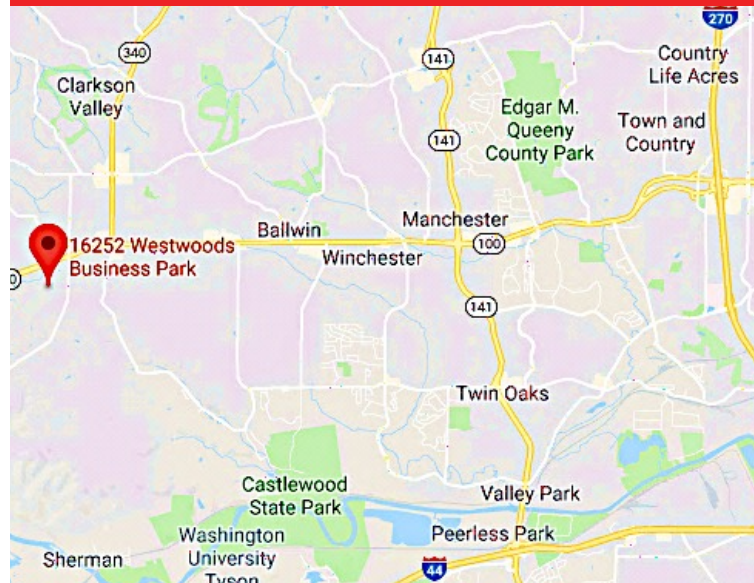 270
Country
Life Acres
340
141
Clarkson
Valley
Edgar M.
Queeny
County Park
Town and
Country
141
Ballwin
Manchester
16252 Westwoods
Business Park
100
Winchester
141
Twin Oaks
Castlewood
State Park
Valley Park
Washington
University
Tyson
Peerless Park
Sherman
44